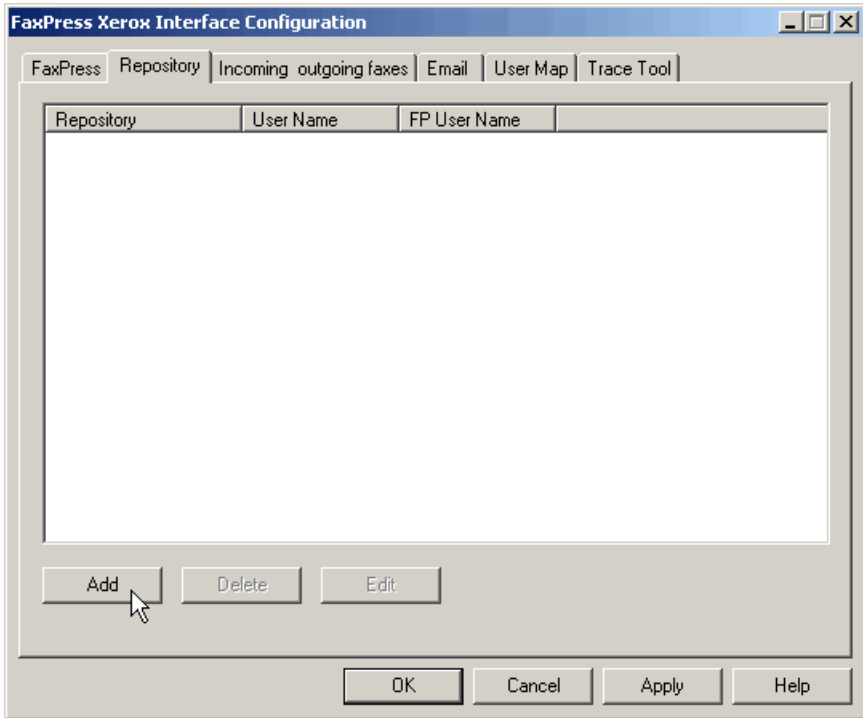 FaxPress Xerox Interface Configuration
FaxPress Repository Incoming outgoing faxes Email User Map Trace Tool
Repository User Name FP User Name
Add Delete Edit
OK Cancel Apply Help